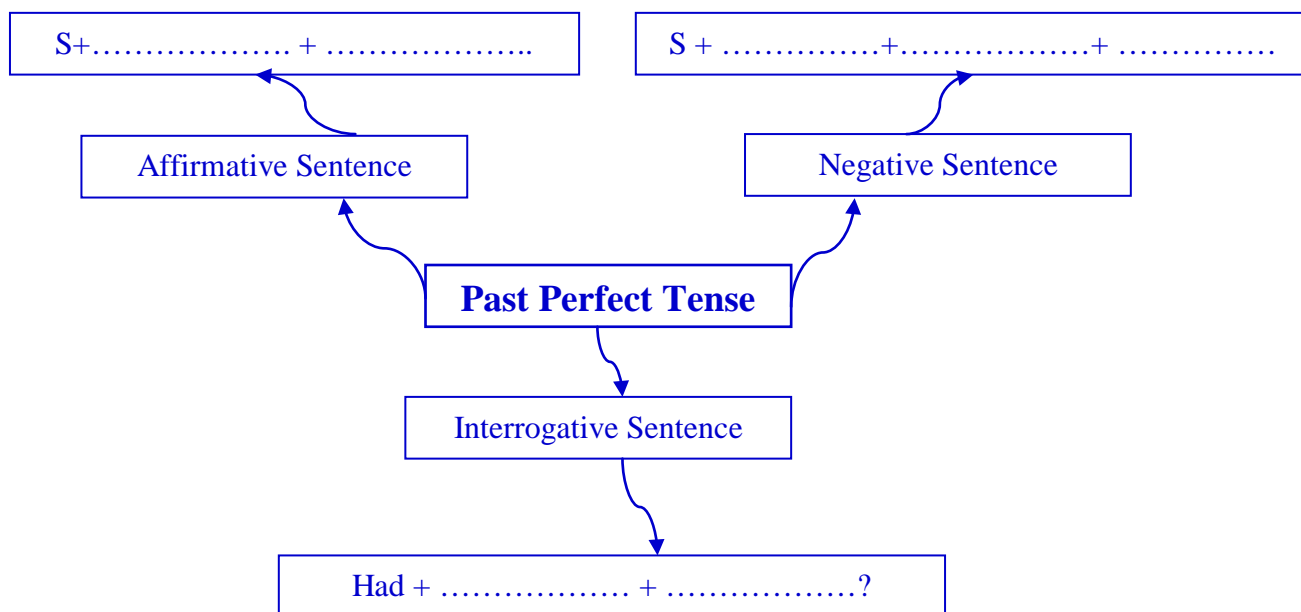 S+……………….. + ………………...
S + ……………+………………+ ……………
Affirmative Sentence
Negative Sentence
Past Perfect Tense
Interrogative Sentence
Had + ………………. + ………………?